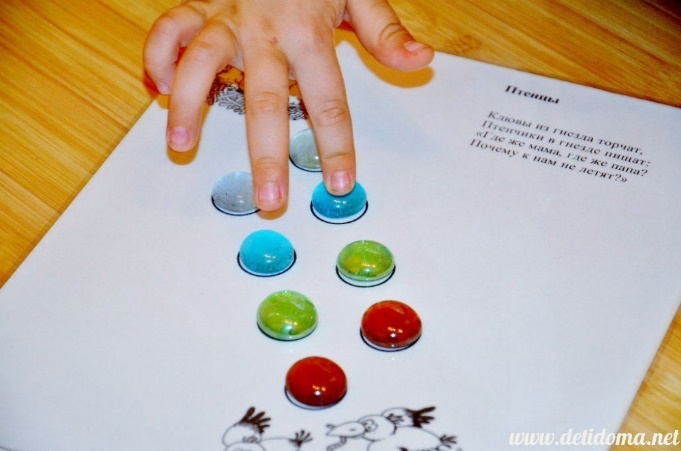 Птенцы
Клювы из гнезда торчат,
Птенчики в гнезде пищат:
«Где же мама, где же папа?
Почему к нам не летят?»
www.detidoma.net